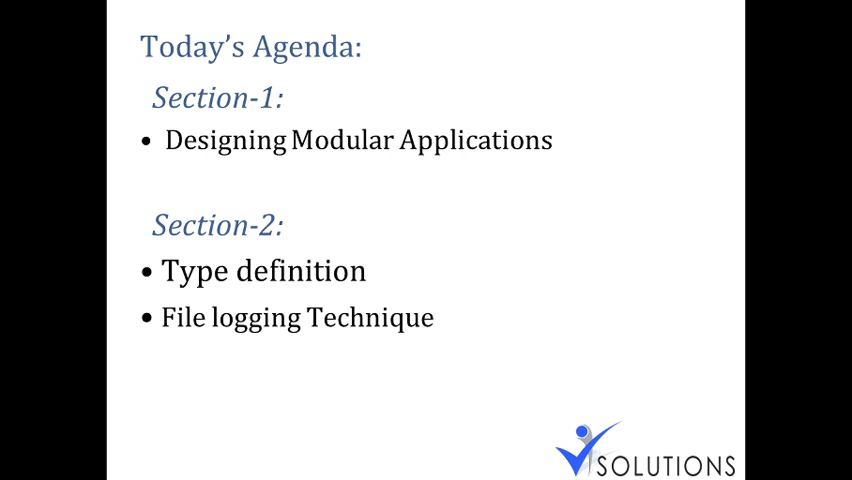 Today’s Agenda:
Section-1:
• Designing Modular Applications
Section-2:
• Type definition
• File logging Technique
SOLUTIONS